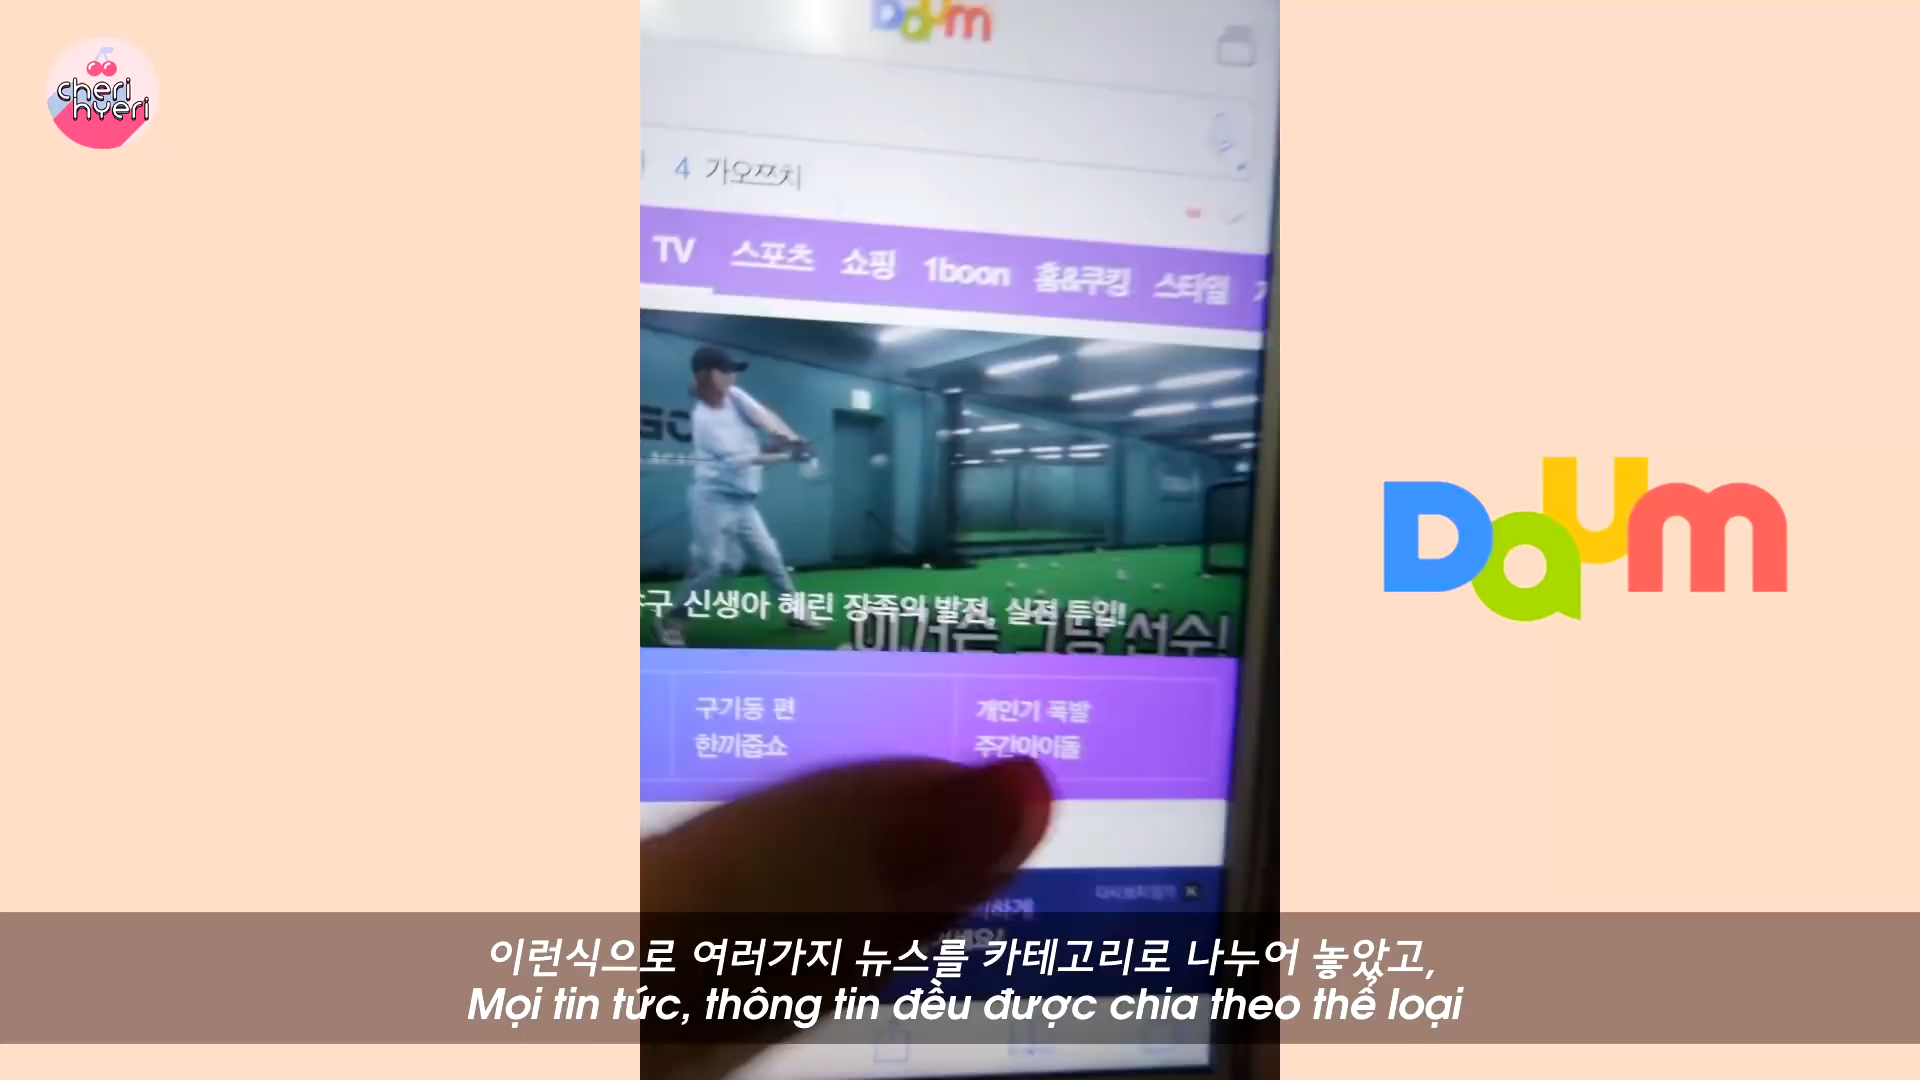 cheri
hyeri
Daum
4 가오쯔치
TV 스포츠 쇼핑 1boon 홈&쿠킹 스타일
신생아 혜린 장족의 발전, 실전 투입!
선수!
구기동 편
한끼줍쇼
개인기 폭발
주간아이돌
Daum
이런식으로 여러가지 뉴스를 카테고리로 나누어 놓았고,
Mọi tin tức, thông tin đều được chia theo thể loại